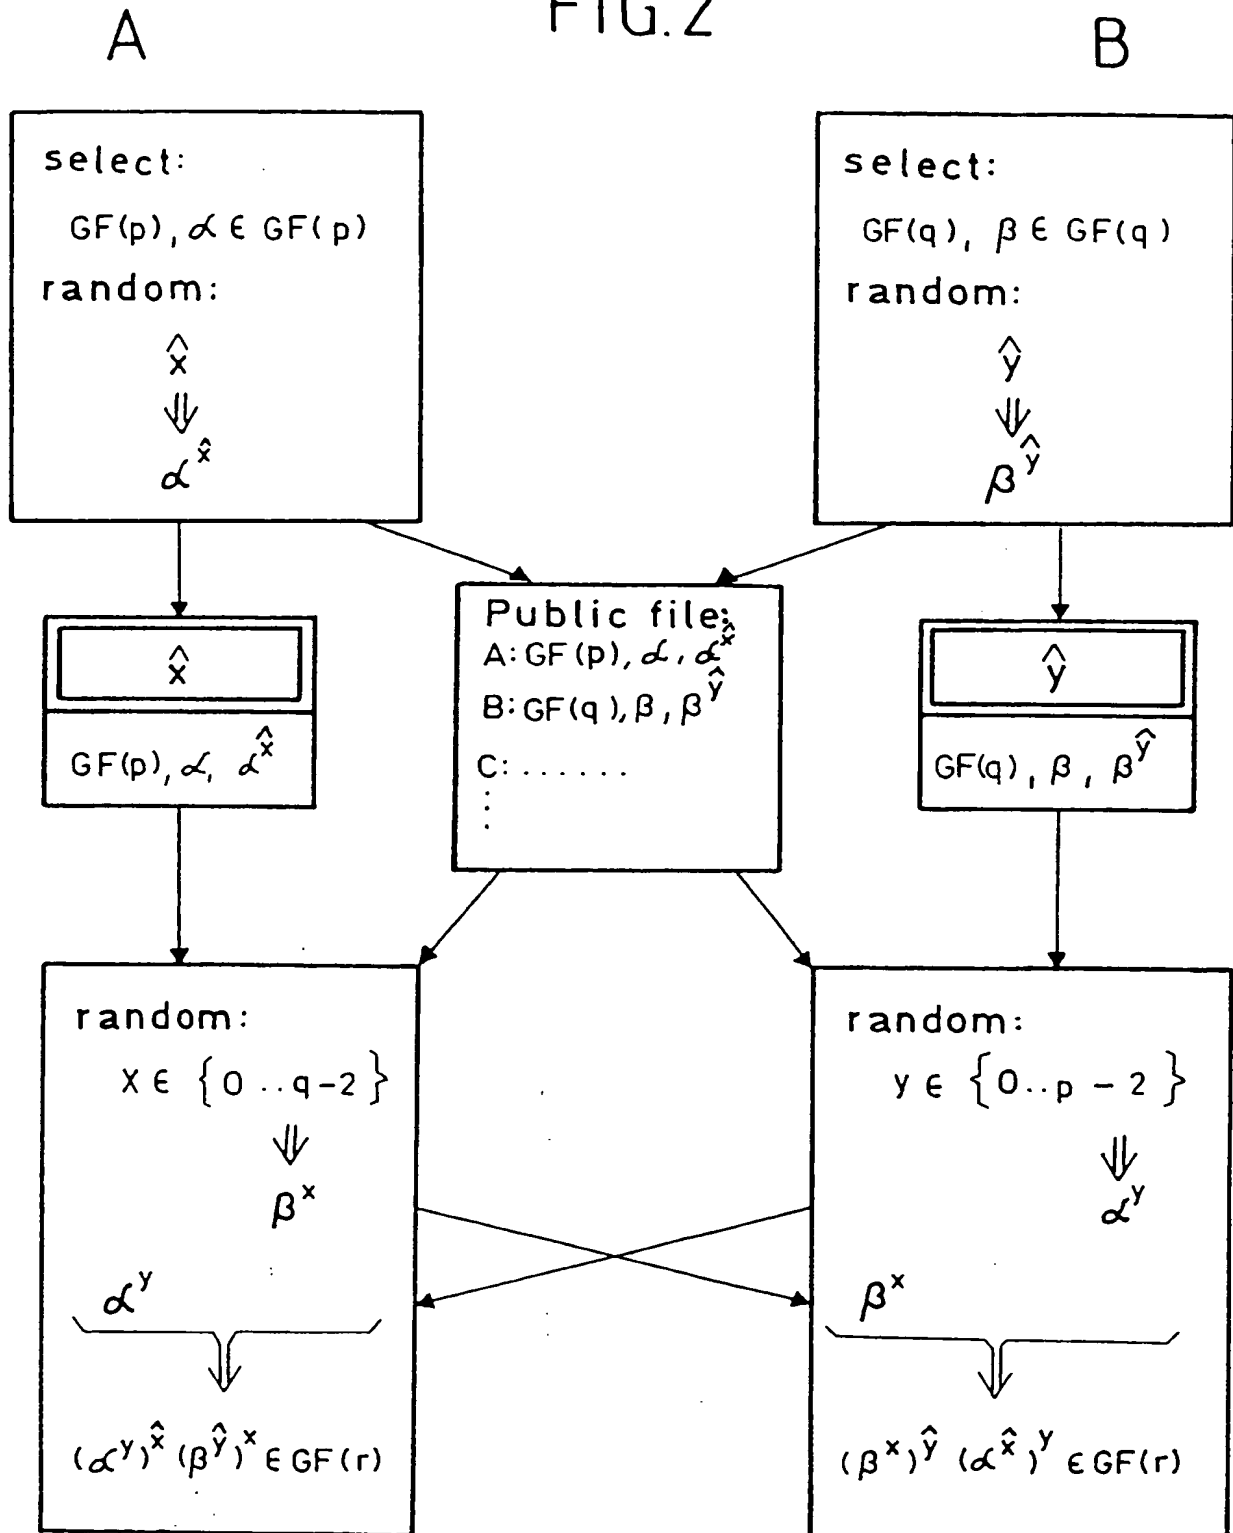 FIG.2
A
B
select:
GF(p), α ∈ GF(p)
random:
x̂
⇓
α^x̂
select:
GF(q), β ∈ GF(q)
random:
ŷ
⇓
β^ŷ
x̂
GF(p), α, α^x̂
Public file:
A: GF(p), α, α^x̂
B: GF(q), β, β^ŷ
C: ......
:
ŷ
GF(q), β, β^ŷ
random:
x ∈ {0..q-2}
⇓
β^x
α^y
⇓
(α^y)^x̂ (β^ŷ)^x ∈ GF(r)
random:
y ∈ {0..p-2}
⇓
α^y
β^x
⇓
(β^x)^ŷ (α^x̂)^y ∈ GF(r)